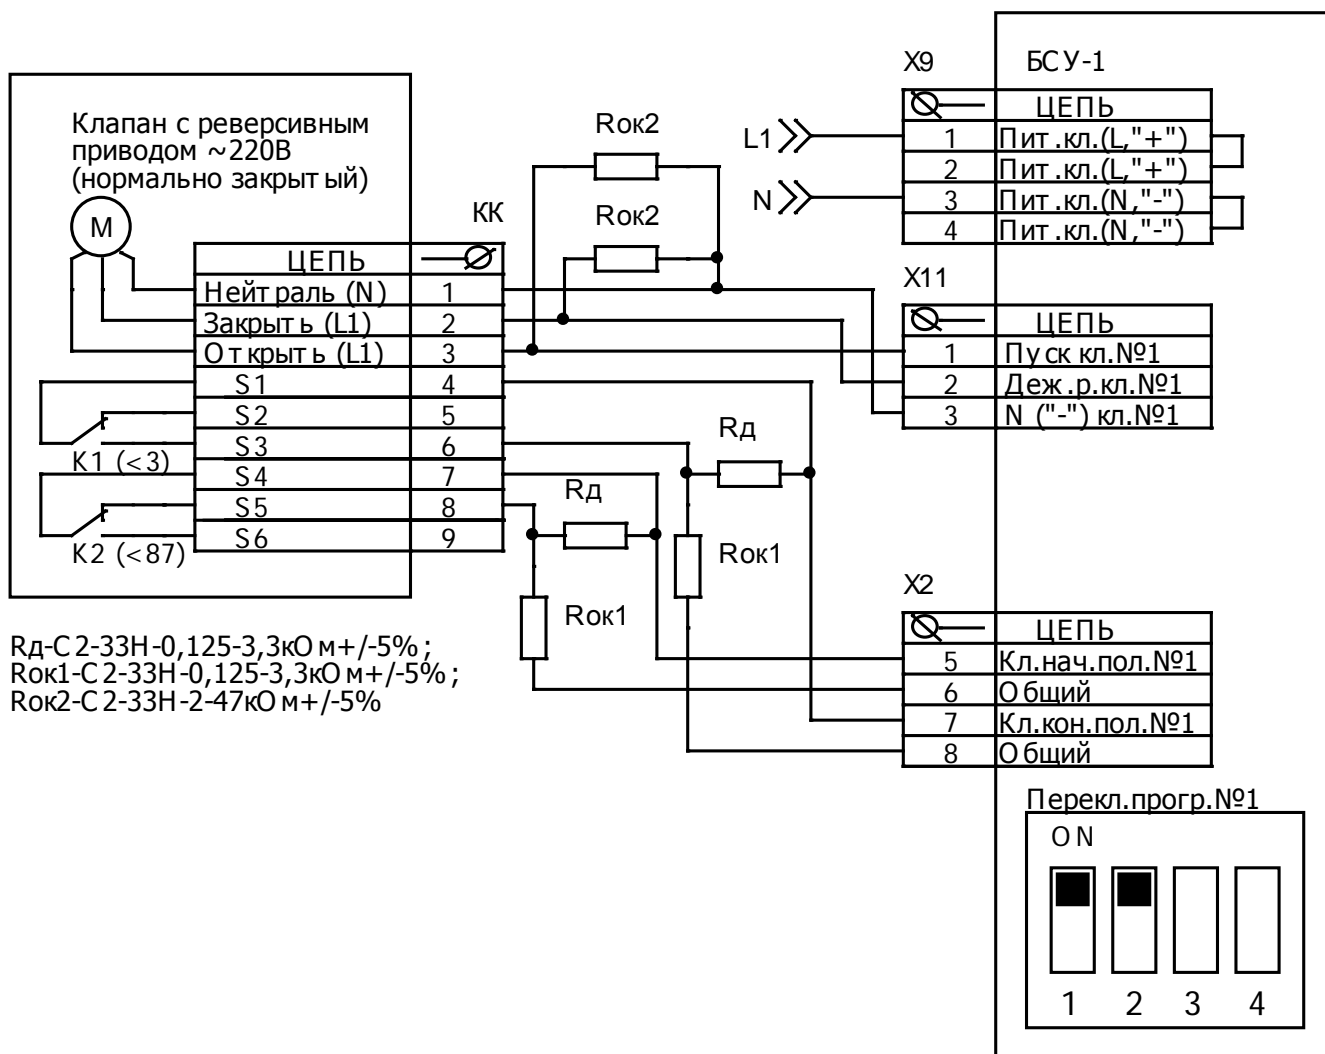 Клапан с реверсивным
приводом ~220В
(нормально закрытый)
М
КК
ЦЕПЬ
Нейтраль (N) 1
Закрыть (L1) 2
Открыть (L1) 3
S1 4
S2 5
S3 6
S4 7
S5 8
S6 9
К1 (<3)
К2 (<87)
Rок2
Rок2
Rд
Rд
Rок1
Rок1
Rд-С2-33Н-0,125-3,3кОм+/-5%;
Rок1-С2-33Н-0,125-3,3кОм+/-5%;
Rок2-С2-33Н-2-47кОм+/-5%
L1
N
Х9
БСУ-1
ЦЕПЬ
1 Пит.кл.(L,"+")
2 Пит.кл.(L,"+")
3 Пит.кл.(N,"-")
4 Пит.кл.(N,"-")
Х11
ЦЕПЬ
1 Пуск кл.№1
2 Деж.р.кл.№1
3 N ("-") кл.№1
Х2
ЦЕПЬ
5 Кл.нач.пол.№1
6 Общий
7 Кл.кон.пол.№1
8 Общий
Перекл.прогр.№1
ON
1 2 3 4